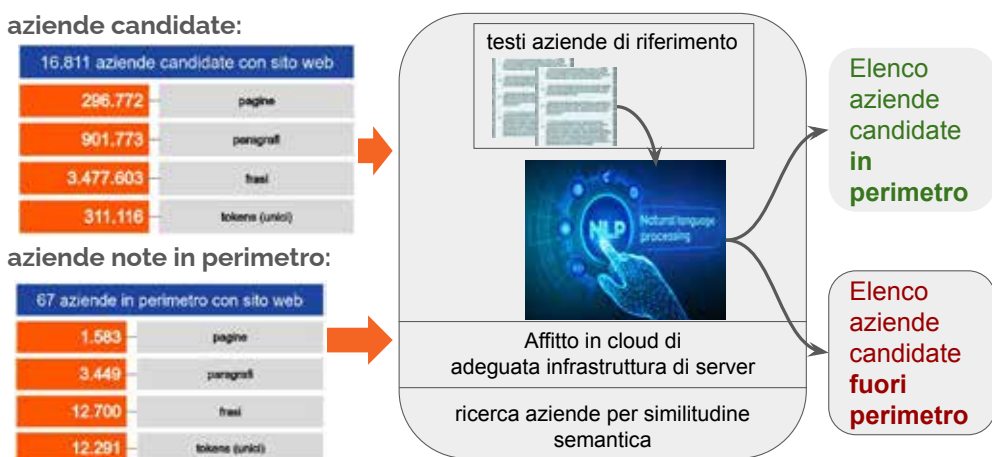 aziende candidate:
16.811 aziende candidate con sito web
296.772 pagine
901.773 paragrafi
3.477.603 frasi
311.116 tokens (unici)
aziende note in perimetro:
67 aziende in perimetro con sito web
1.583 pagine
3.449 paragrafi
12.700 frasi
12.291 tokens (unici)
testi aziende di riferimento
NLP
Natural language
processing
Affitto in cloud di
adeguata infrastruttura di server
ricerca aziende per similitudine
semantica
Elenco
aziende
candidate
in
perimetro
Elenco
aziende
candidate
fuori
perimetro